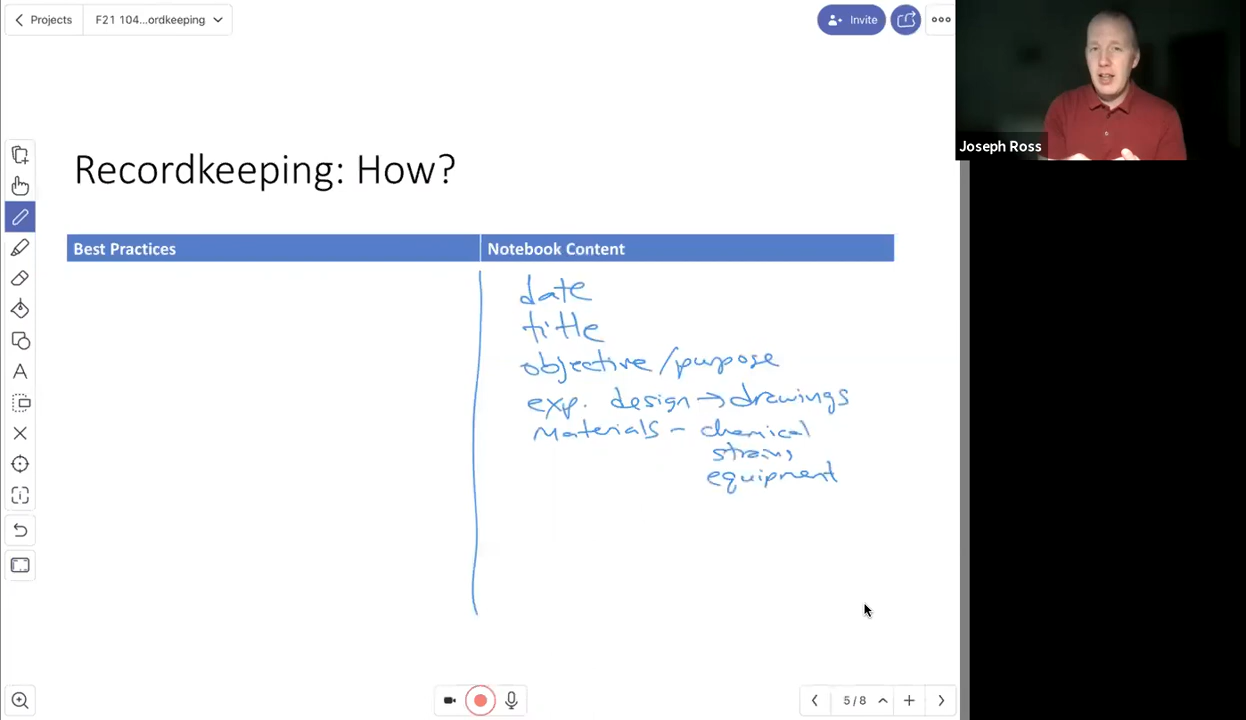 Projects
F21 104...ordkeeping
Invite
Joseph Ross
Recordkeeping: How?
Best Practices
Notebook Content
date
title
objective/purpose
exp. design → drawings
Materials - chemical
strains
equipment
5/8